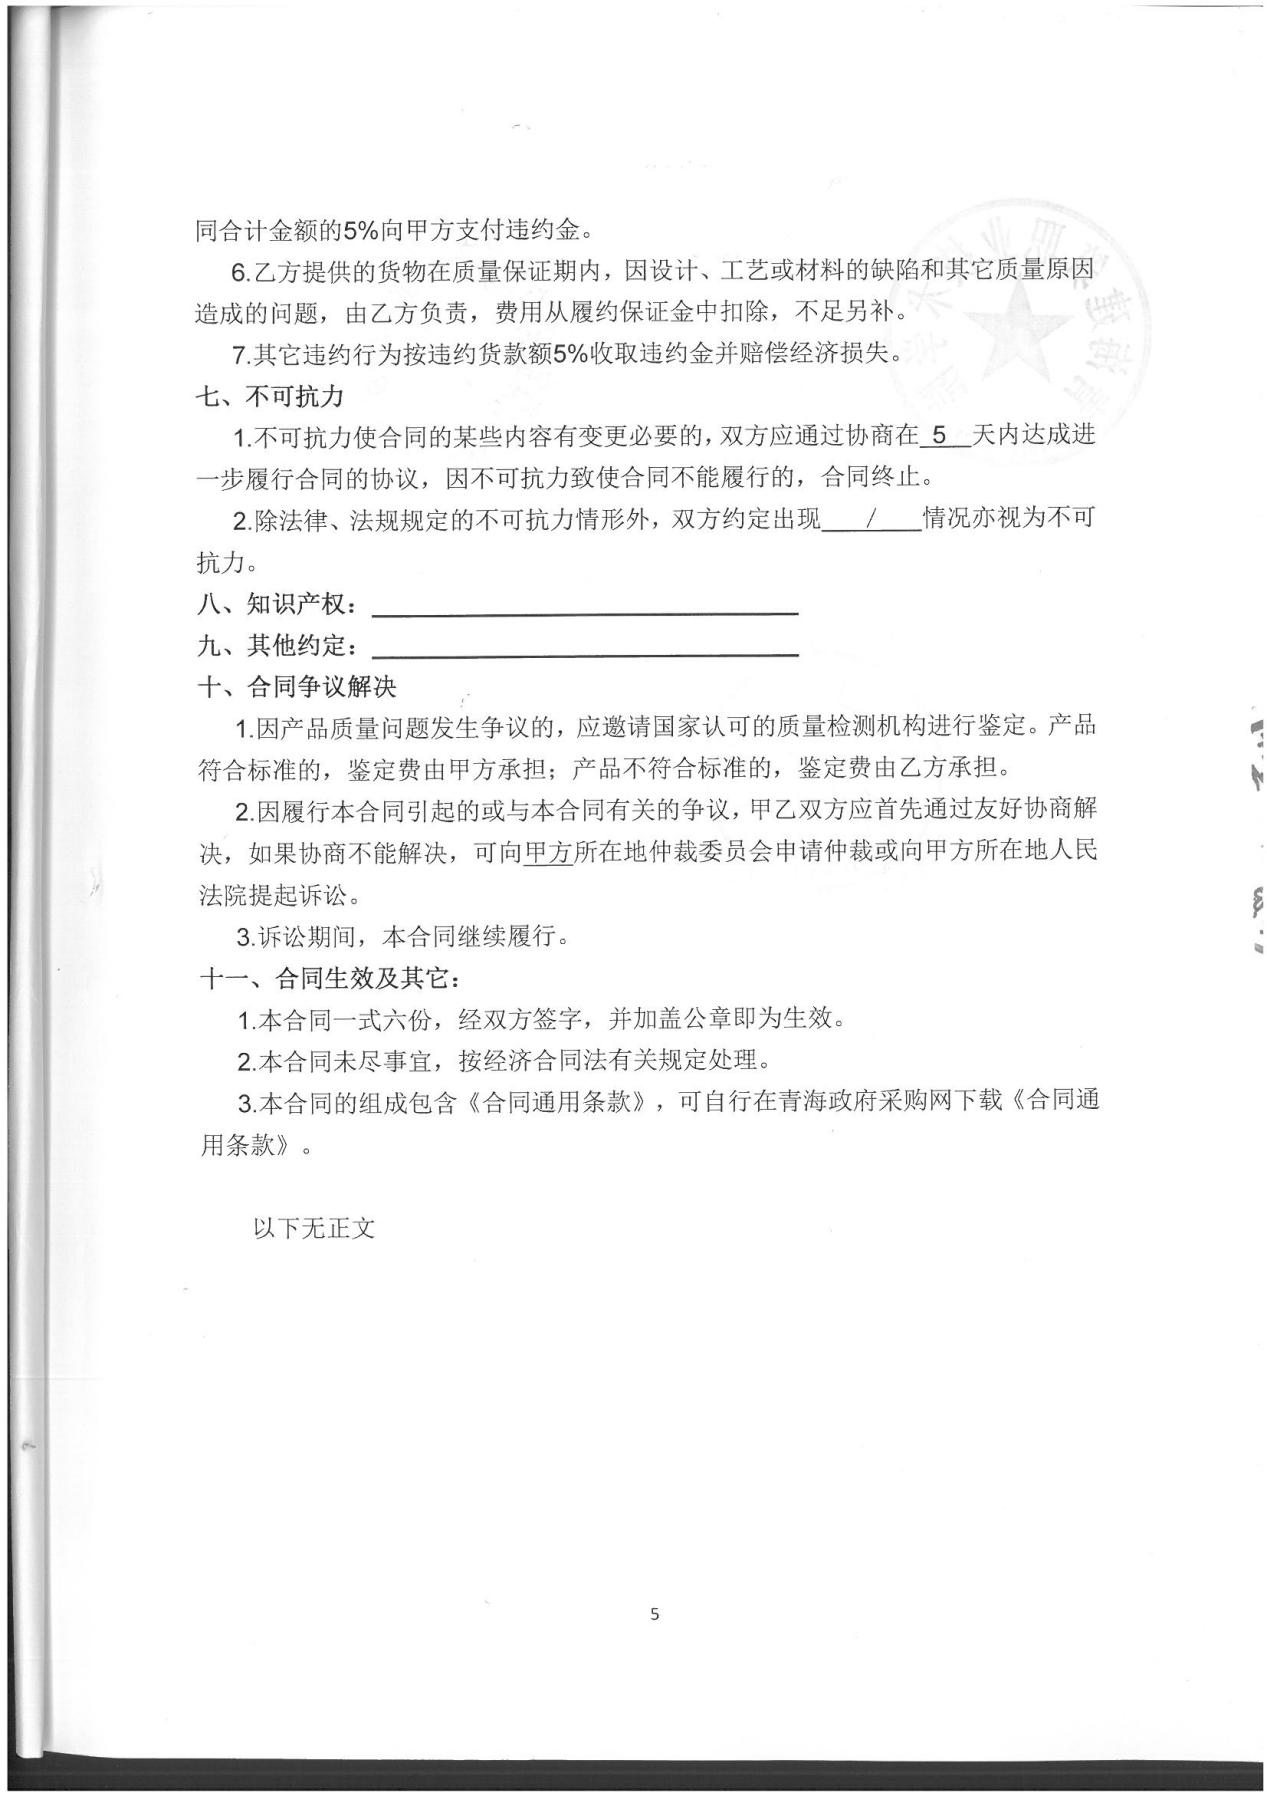 同合计金额的5%向甲方支付违约金。
6.乙方提供的货物在质量保证期内，因设计、工艺或材料的缺陷和其它质量原因
造成的问题，由乙方负责，费用从履约保证金中扣除，不足另补。
7.其它违约行为按违约货款额5%收取违约金并赔偿经济损失。
七、不可抗力
1.不可抗力使合同的某些内容有变更必要的，双方应通过协商在 5 天内达成进
一步履行合同的协议，因不可抗力致使合同不能履行的，合同终止。
2.除法律、法规规定的不可抗力情形外，双方约定出现 / 情况亦视为不可
抗力。
八、知识产权：
九、其他约定：
十、合同争议解决
1.因产品质量问题发生争议的，应邀请国家认可的质量检测机构进行鉴定。产品
符合标准的，鉴定费由甲方承担；产品不符合标准的，鉴定费由乙方承担。
2.因履行本合同引起的或与本合同有关的争议，甲乙双方应首先通过友好协商解
决，如果协商不能解决，可向甲方所在地仲裁委员会申请仲裁或向甲方所在地人民
法院提起诉讼。
3.诉讼期间，本合同继续履行。
十一、合同生效及其它：
1.本合同一式六份，经双方签字，并加盖公章即为生效。
2.本合同未尽事宜，按经济合同法有关规定处理。
3.本合同的组成包含《合同通用条款》，可自行在青海政府采购网下载《合同通
用条款》。
以下无正文
5